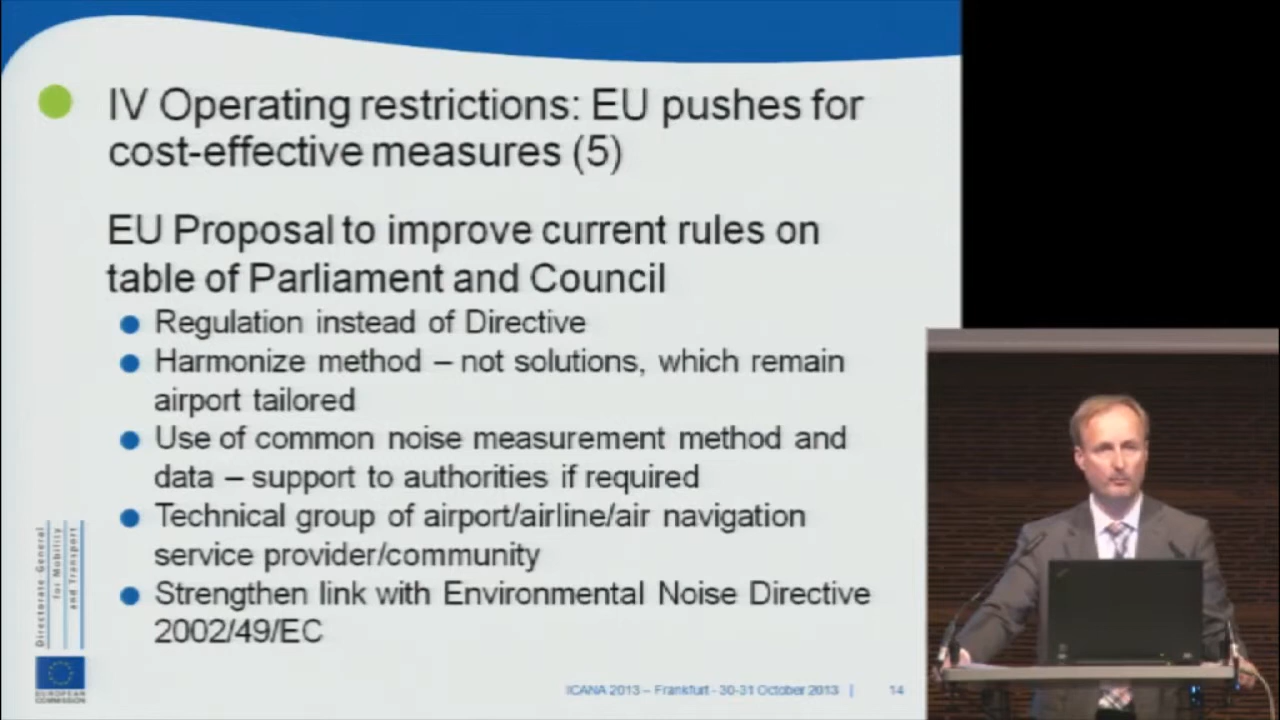 IV Operating restrictions: EU pushes for
cost-effective measures (5)
EU Proposal to improve current rules on
table of Parliament and Council
Regulation instead of Directive
Harmonize method – not solutions, which remain
airport tailored
Use of common noise measurement method and
data – support to authorities if required
Technical group of airport/airline/air navigation
service provider/community
Strengthen link with Environmental Noise Directive
2002/49/EC
Directorate General
for Mobility
and Transport
EUROPEAN
COMMISSION
ICANA 2013 – Frankfurt - 30-31 October 2013 | 14